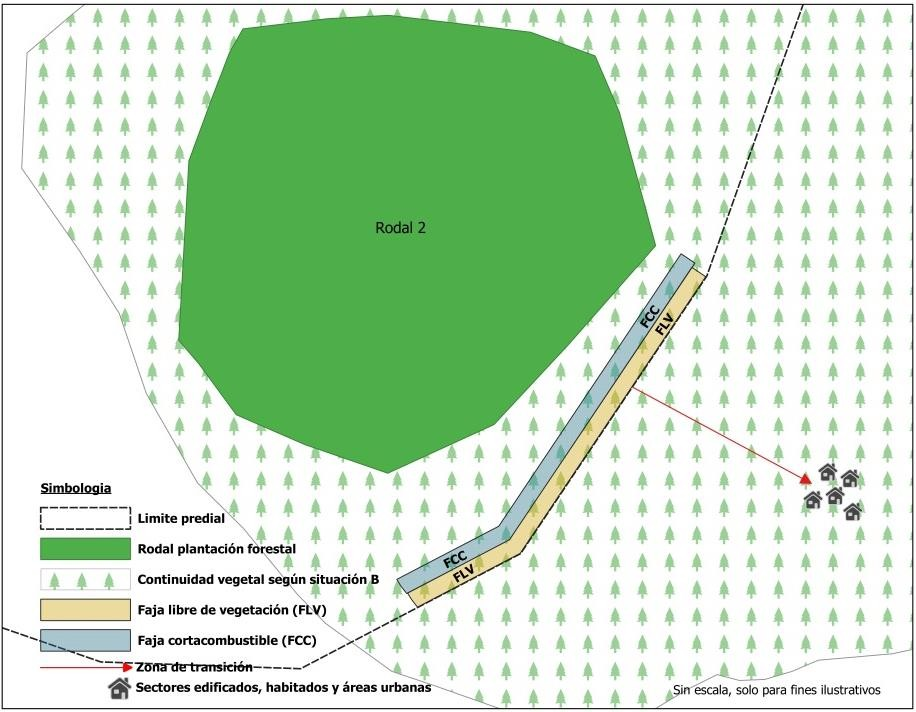 Rodal 2
FCC
FLV
FCC
FLV
Simbologia
Limite predial
Rodal plantación forestal
Continuidad vegetal según situación B
Faja libre de vegetación (FLV)
Faja cortacombustible (FCC)
Zona de transición
Sectores edificados, habitados y áreas urbanas
Sin escala, solo para fines ilustrativos